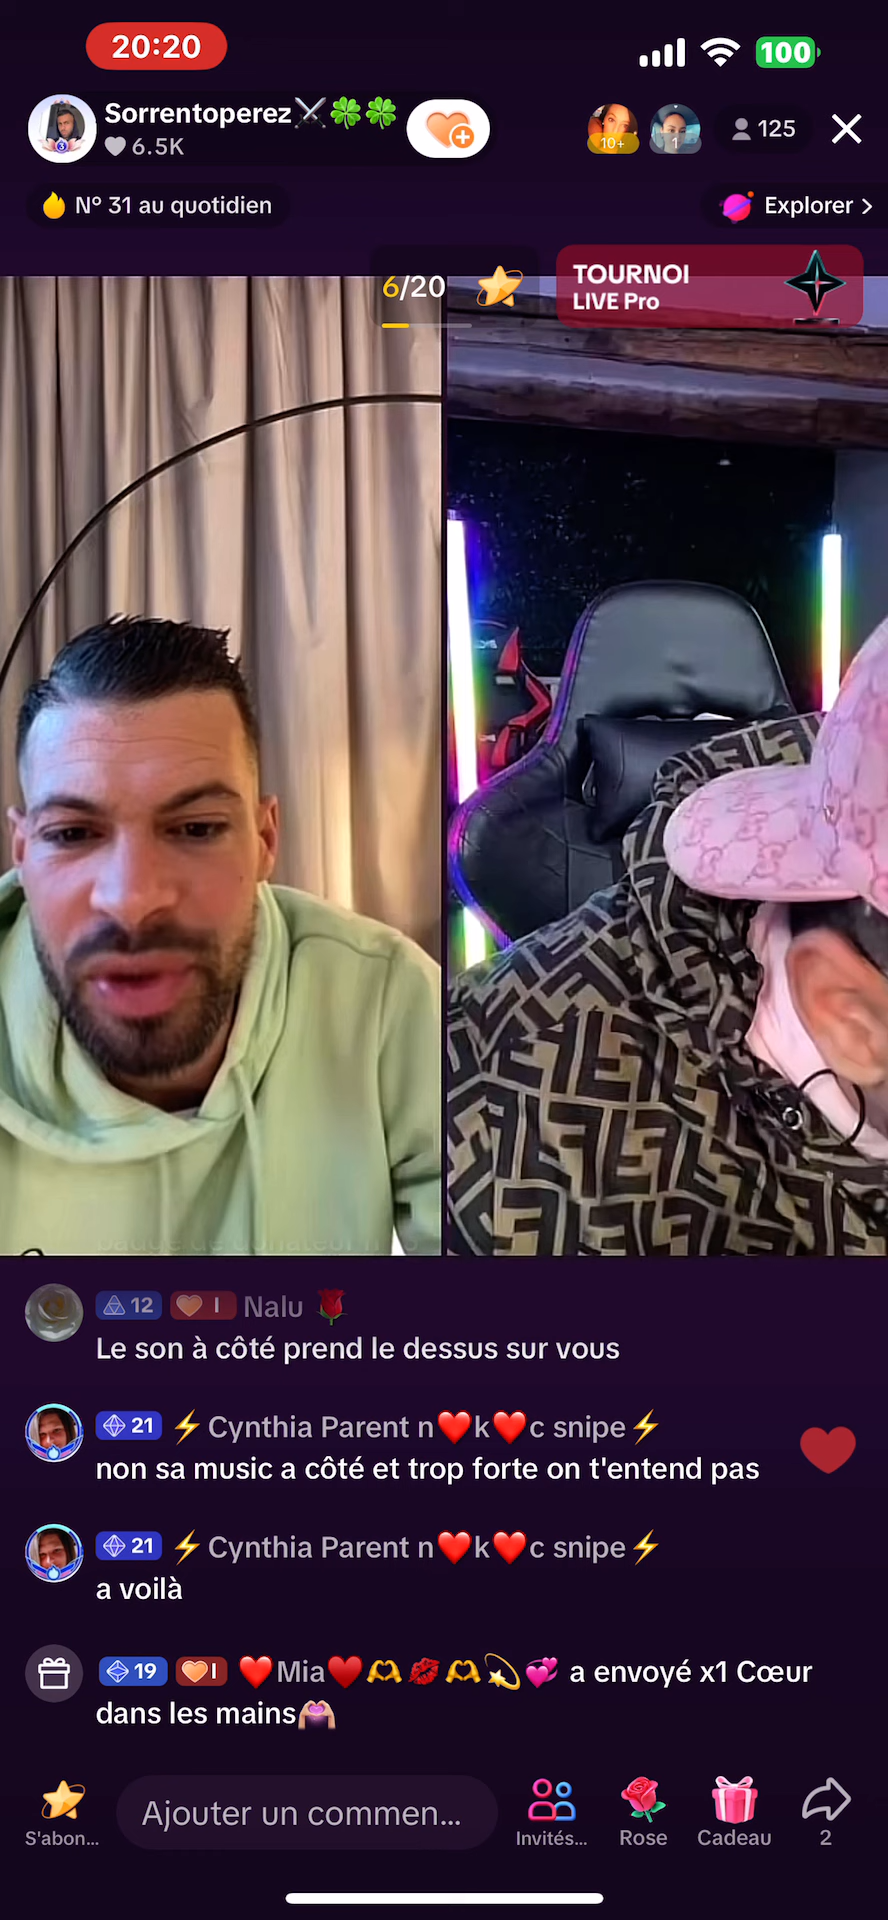 20:20
100
Sorrentoperez⚔️🍀🍀
6.5K
10+
1
125
N° 31 au quotidien
Explorer >
6/20
TOURNOI
LIVE Pro
12 I Nalu 🌹
Le son à côté prend le dessus sur vous
21 ⚡ Cynthia Parent n❤️k❤️c snipe⚡
non sa music a côté et trop forte on t'entend pas
21 ⚡ Cynthia Parent n❤️k❤️c snipe⚡
a voilà
19 I ❤️Mia❤️🫶💋🫶💫💞 a envoyé x1 Cœur
dans les mains
S'abon...
Ajouter un commen...
Invités...
Rose
Cadeau
2